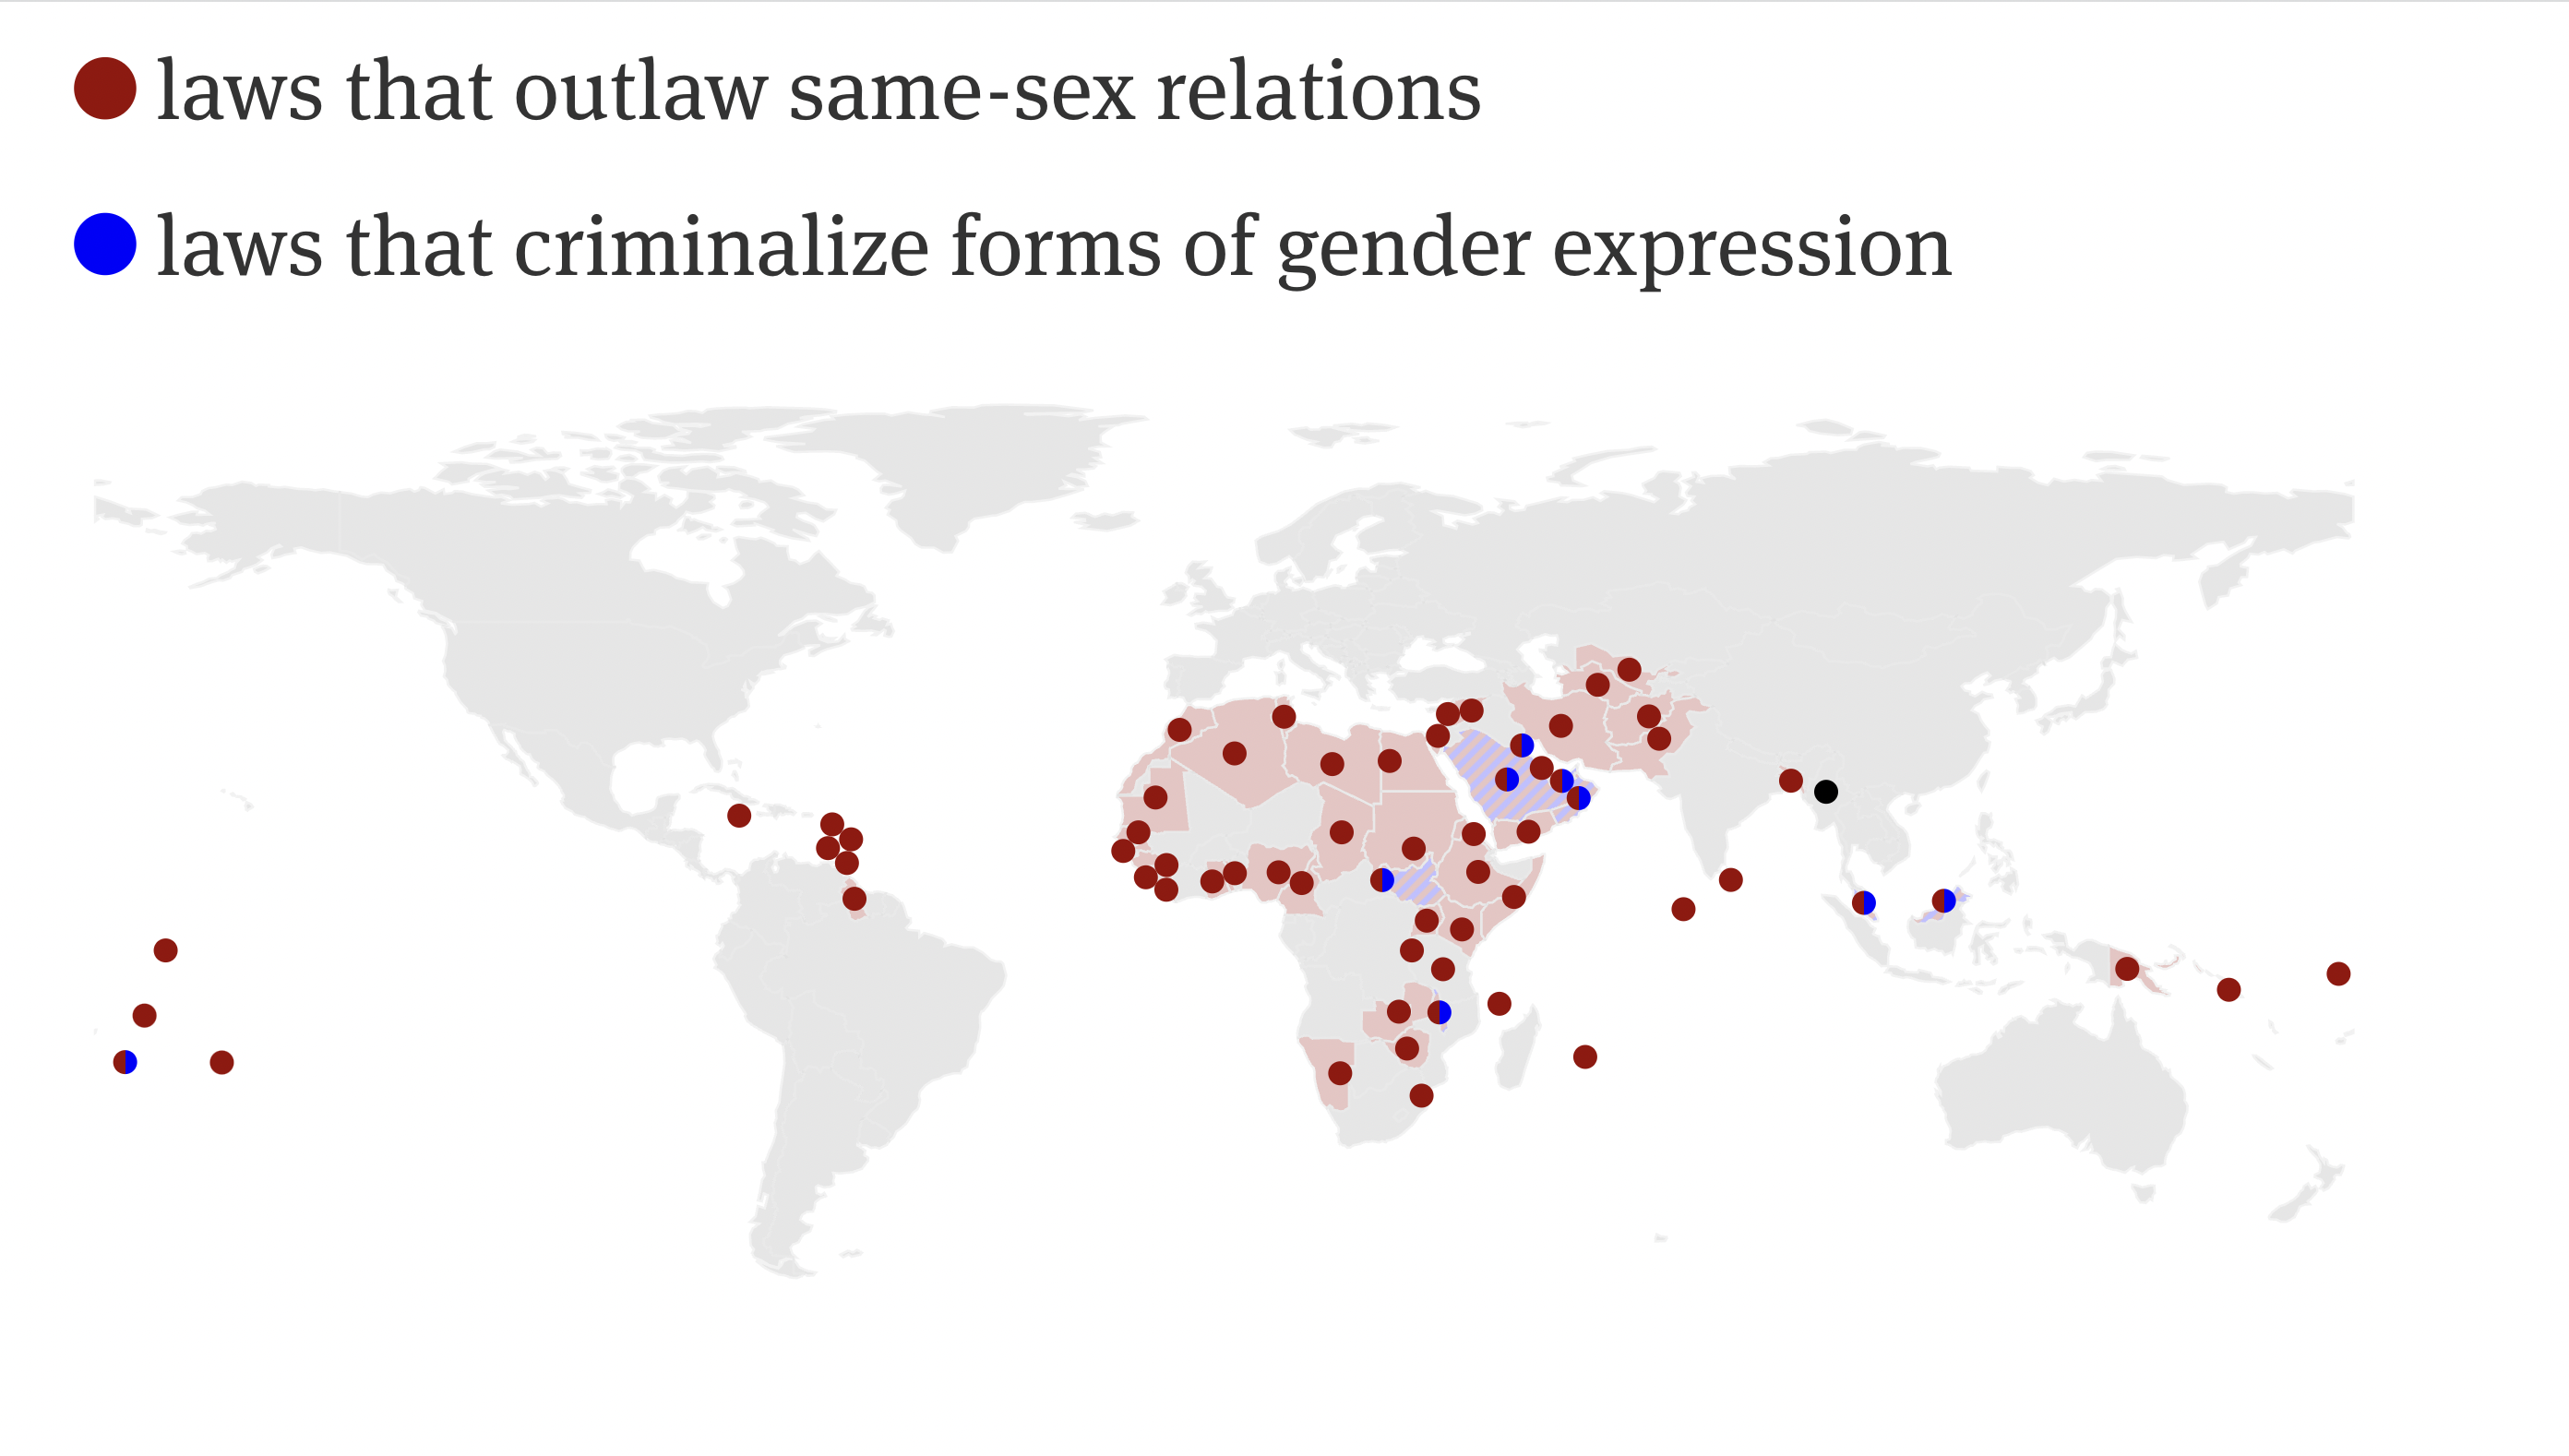 laws that outlaw same-sex relations
laws that criminalize forms of gender expression